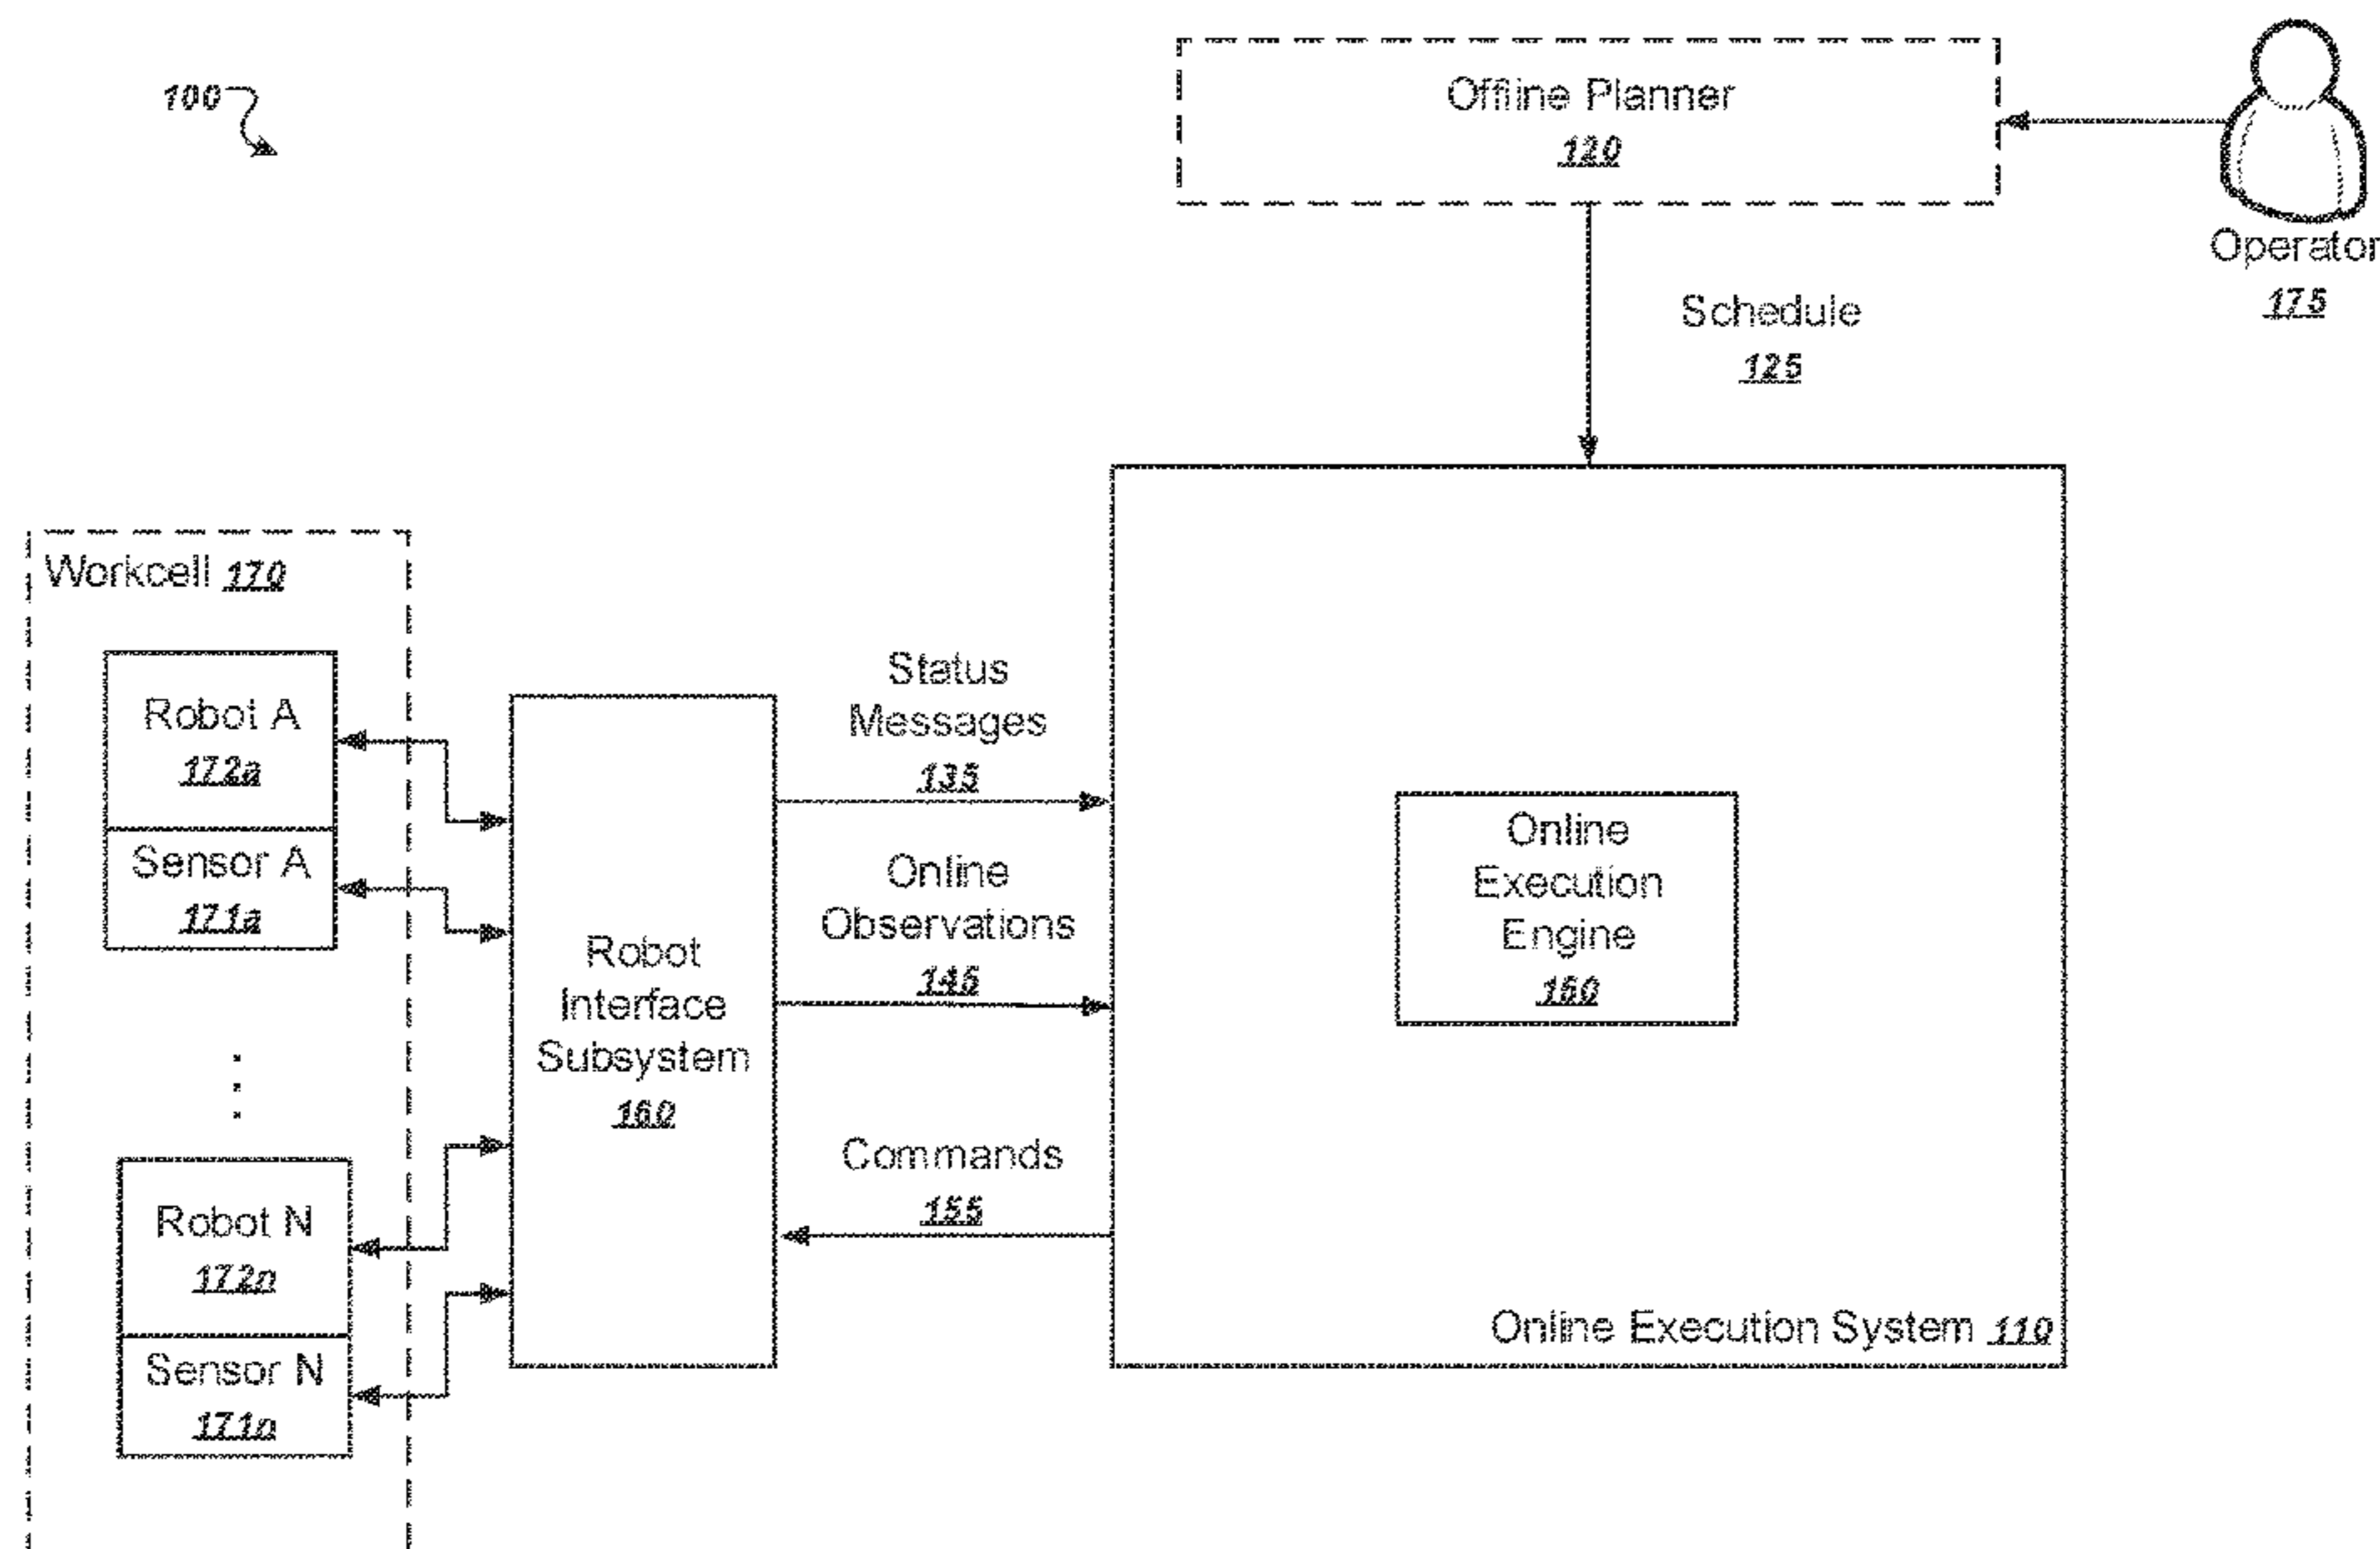 100
Offline Planner
120
Operator
175
Schedule
125
Workcell 170
Robot A
172a
Sensor A
171a
Robot N
172n
Sensor N
171n
Robot
Interface
Subsystem
160
Status
Messages
135
Online
Observations
145
Commands
155
Online
Execution
Engine
150
Online Execution System 110